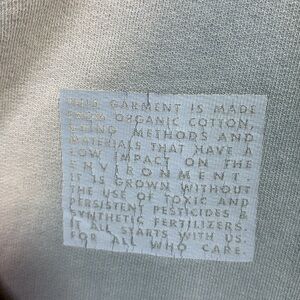 THIS GARMENT IS MADE
FROM ORGANIC COTTON,
USING METHODS AND
MATERIALS THAT HAVE A
LOW IMPACT ON THE
ENVIRONMENT.
IT IS GROWN WITHOUT
THE USE OF TOXIC AND
PERSISTENT PESTICIDES &
SYNTHETIC FERTILIZERS.
IT ALL STARTS WITH US.
FOR ALL WHO CARE.